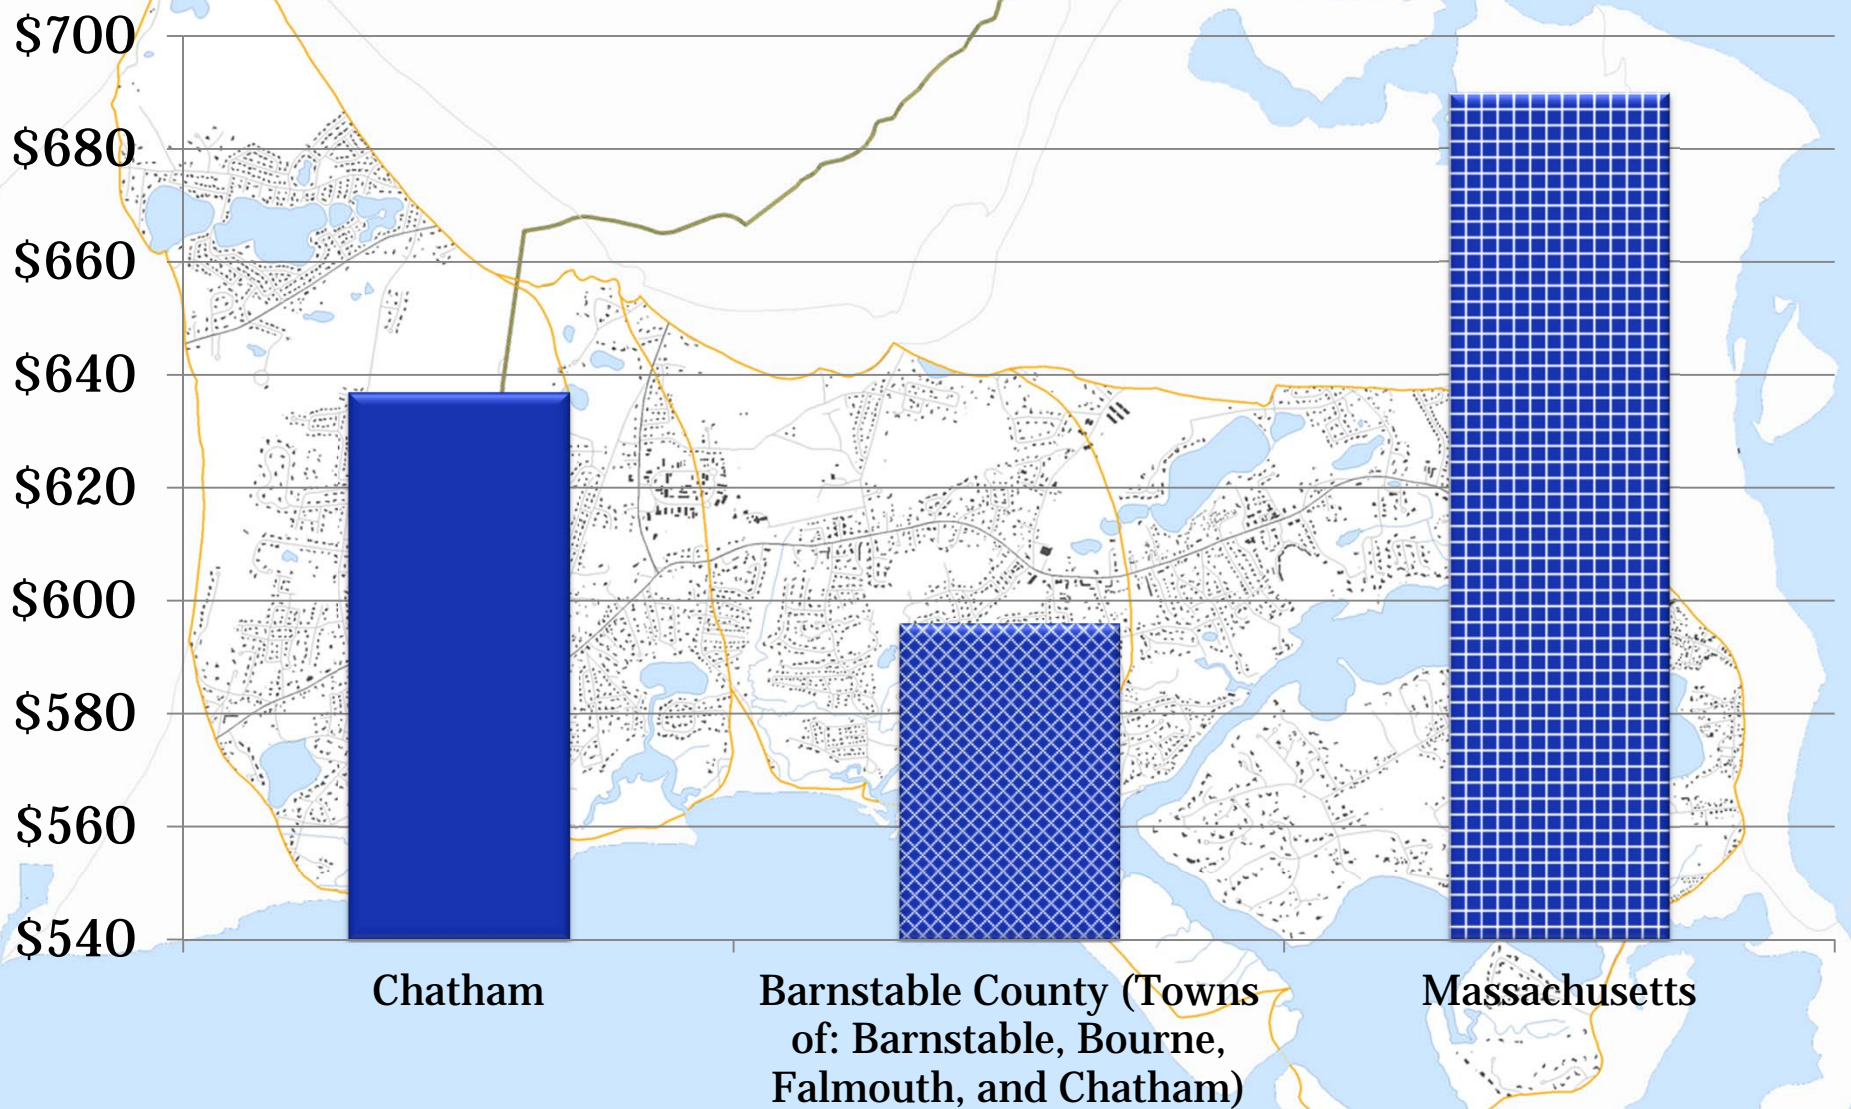 $700
$680
$660
$640
$620
$600
$580
$560
$540
Chatham
Barnstable County (Towns
of: Barnstable, Bourne,
Falmouth, and Chatham)
Massachusetts